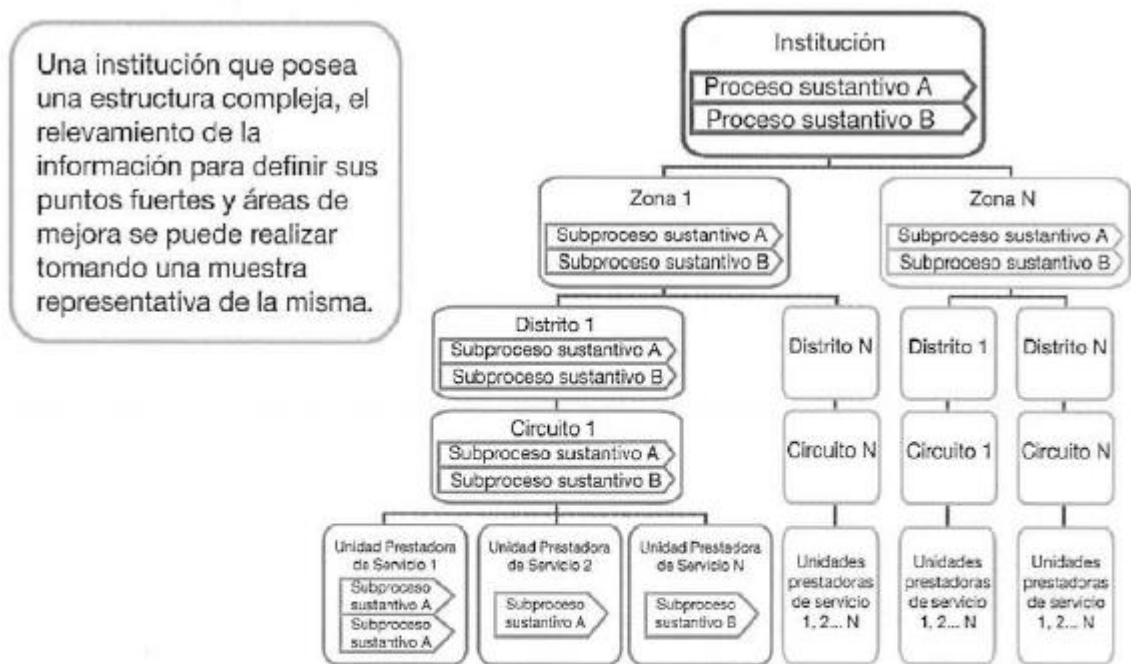 Una institución que posea
una estructura compleja, el
relevamiento de la
información para definir sus
puntos fuertes y áreas de
mejora se puede realizar
tomando una muestra
representativa de la misma.
Institución
Proceso sustantivo A
Proceso sustantivo B
Zona 1
Subproceso sustantivo A
Subproceso sustantivo B
Zona N
Subproceso sustantivo A
Subproceso sustantivo B
Distrito 1
Subproceso sustantivo A
Subproceso sustantivo B
Distrito N
Distrito 1
Distrito N
Circuito 1
Subproceso sustantivo A
Subproceso sustantivo B
Circuito N
Circuito 1
Circuito N
Unidad Prestadora
de Servicio 1
Subproceso
sustantivo A
Subproceso
sustantivo A
Unidad Prestadora
de Servicio 2
Subproceso
sustantivo A
Unidad Prestadora
de Servicio N
Subproceso
sustantivo B
Unidades
prestadoras
de servicio
1, 2... N
Unidades
prestadoras
de servicio
1, 2... N
Unidades
prestadoras
de servicio
1, 2... N